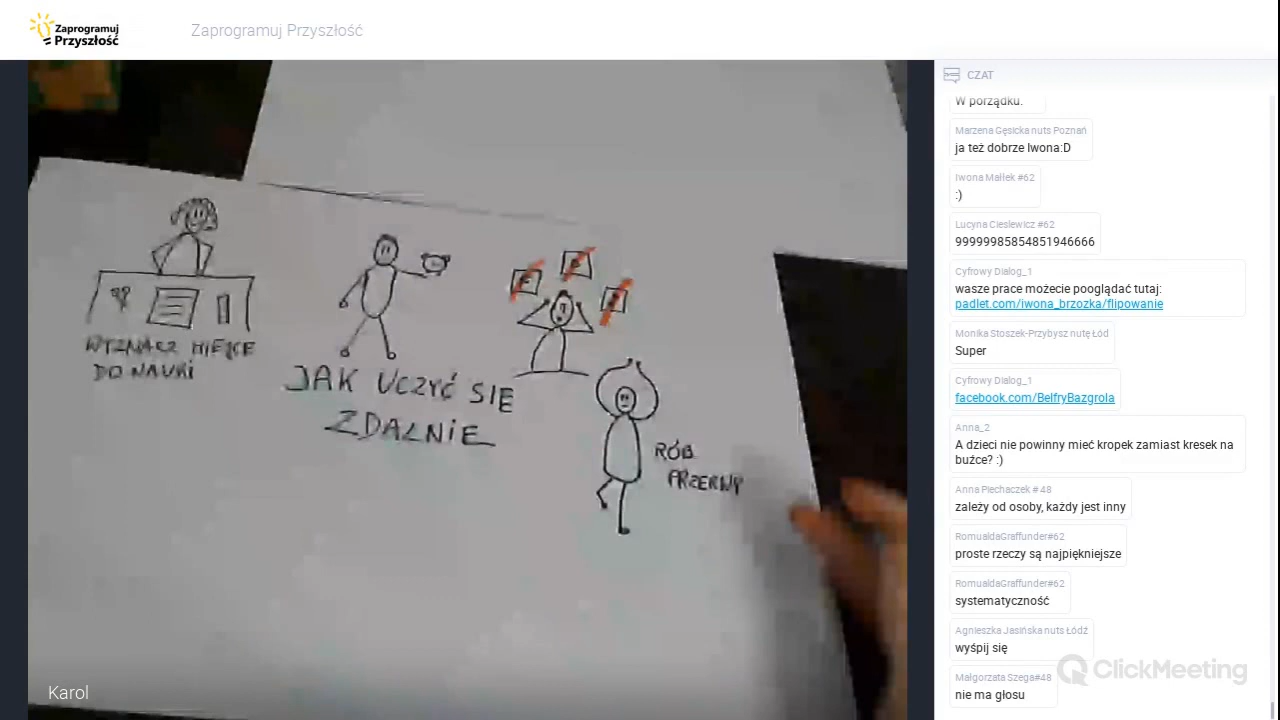 Zaprogramuj
Przyszłość
Zaprogramuj Przyszłość
WYZNACZ MIEJSCE
DO NAUKI
JAK UCZYĆ SIĘ
ZDALNIE
RÓB
PRZERWY
Karol
CZAT
W porządku.
Marzena Gęsicka nuts Poznań
ja też dobrze Iwona:D
Iwona Małłek #62
:)
Lucyna Cieslewicz #62
99999985854851946666
Cyfrowy Dialog_1
wasze prace możecie pooglądać tutaj:
padlet.com/iwona_brzozka/flipowanie
Monika Stoszek-Przybysz nutę Łód
Super
Cyfrowy Dialog_1
facebook.com/BelfryBazgrola
Anna_2
A dzieci nie powinny mieć kropek zamiast kresek na
buźce? :)
Anna Piechaczek # 48
zależy od osoby, każdy jest inny
RomualdaGraffunder#62
proste rzeczy są najpiękniejsze
RomualdaGraffunder#62
systematyczność
Agnieszka Jasińska nuts Łódź
wyśpij się
Małgorzata Szega#48
nie ma głosu
ClickMeeting